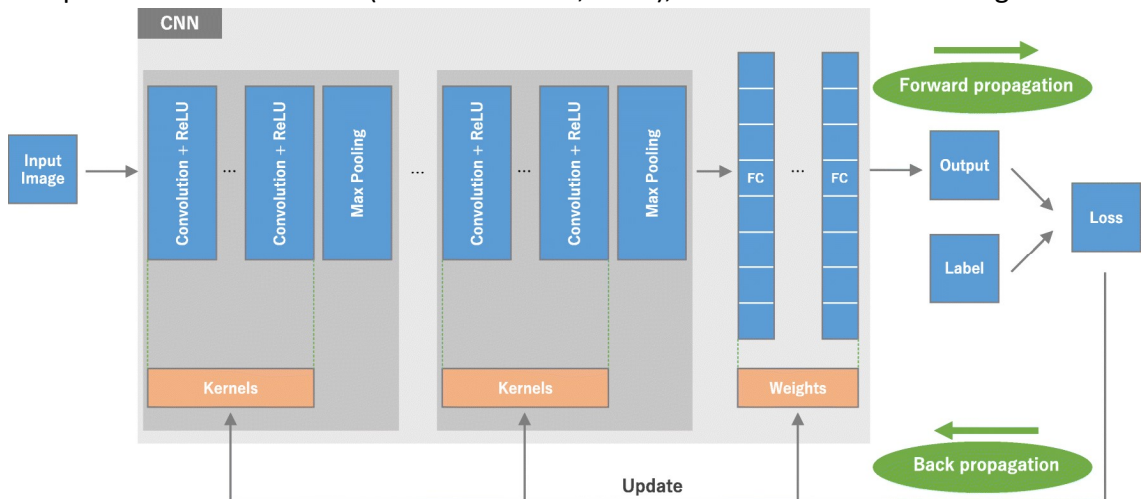 CNN
Forward propagation
Input
Image
Convolution + ReLU
...
Convolution + ReLU
Max Pooling
...
Convolution + ReLU
...
Convolution + ReLU
Max Pooling
FC
...
FC
Output
Label
Loss
Kernels
Kernels
Weights
Back propagation
Update